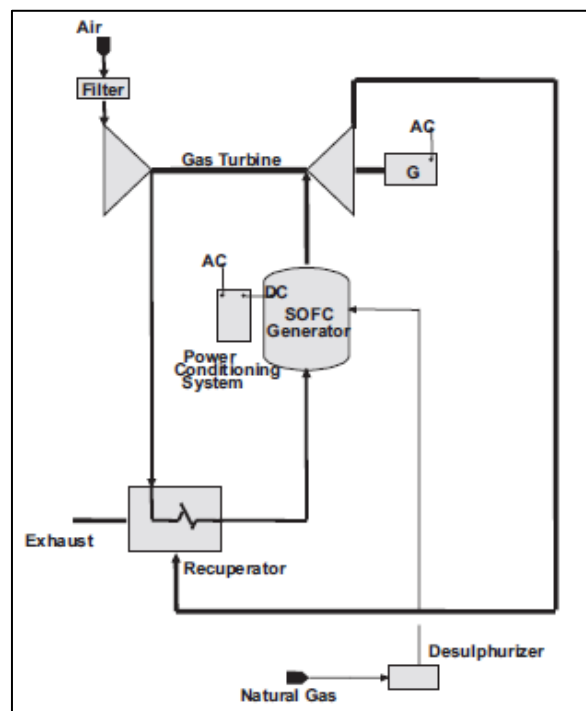 Air
Filter
AC
Gas Turbine
G
AC
DC
SOFC
Generator
Power
Conditioning
System
Exhaust
Recuperator
Desulphurizer
Natural Gas